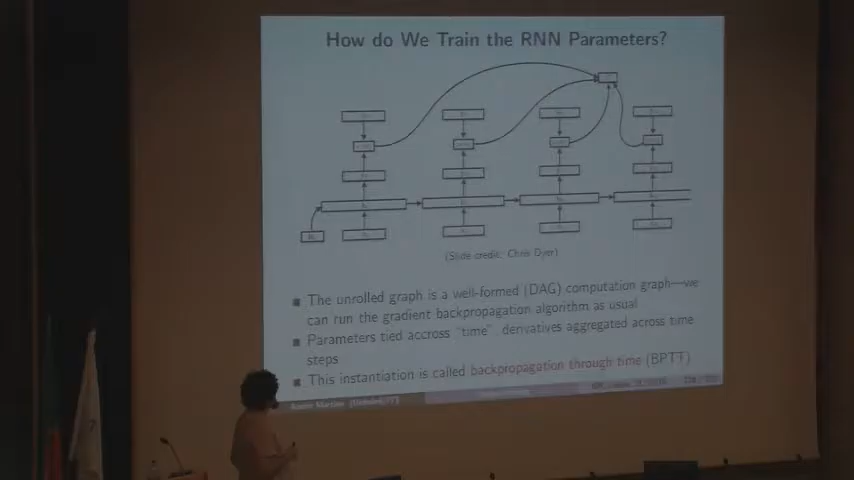 How do We Train the RNN Parameters?
(Slide credit: Chris Dyer)
The unrolled graph is a well-formed (DAG) computation graph—we
can run the gradient backpropagation algorithm as usual
Parameters tied accross "time", derivatives aggregated across time
steps
This instantiation is called backpropagation through time (BPTT)